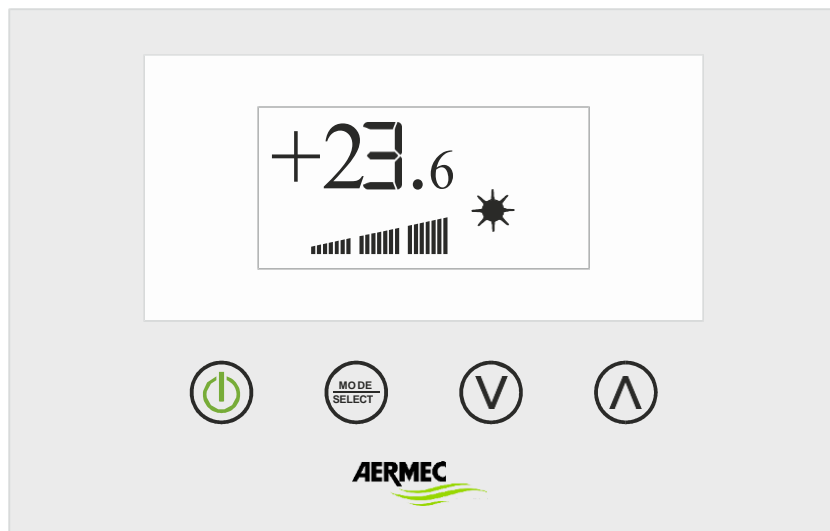 +23.6
MODE
SELECT
V
Λ
AERMEC